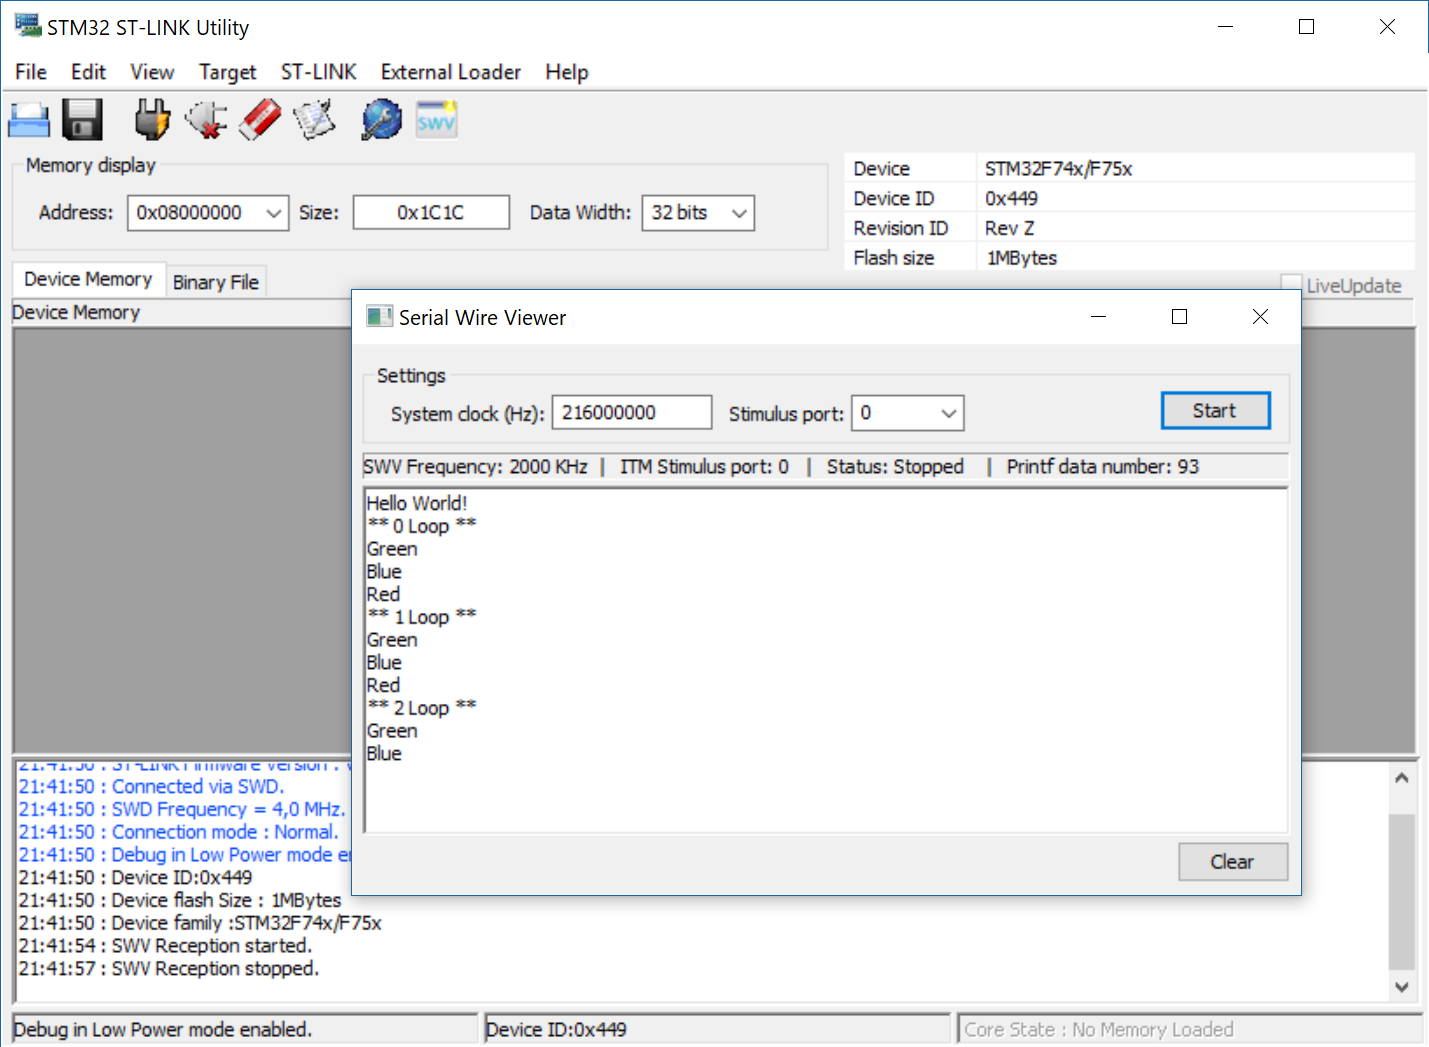 STM32 ST-LINK Utility
File Edit View Target ST-LINK External Loader Help
SWV
Memory display
Address: 0x08000000 Size: 0x1C1C Data Width: 32 bits
Device STM32F74x/F75x
Device ID 0x449
Revision ID Rev Z
Flash size 1MBytes
LiveUpdate
Device Memory Binary File
Device Memory
Serial Wire Viewer
Settings
System clock (Hz): 216000000 Stimulus port: 0 Start
SWV Frequency: 2000 KHz | ITM Stimulus port: 0 | Status: Stopped | Printf data number: 93
Hello World!
** 0 Loop **
Green
Blue
Red
** 1 Loop **
Green
Blue
Red
** 2 Loop **
Green
Blue
Clear
21:41:50 : ST-LINK Firmware version :
21:41:50 : Connected via SWD.
21:41:50 : SWD Frequency = 4,0 MHz.
21:41:50 : Connection mode : Normal.
21:41:50 : Debug in Low Power mode
21:41:50 : Device ID:0x449
21:41:50 : Device flash Size : 1MBytes
21:41:50 : Device family :STM32F74x/F75x
21:41:54 : SWV Reception started.
21:41:57 : SWV Reception stopped.
Debug in Low Power mode enabled.
Device ID:0x449
Core State : No Memory Loaded